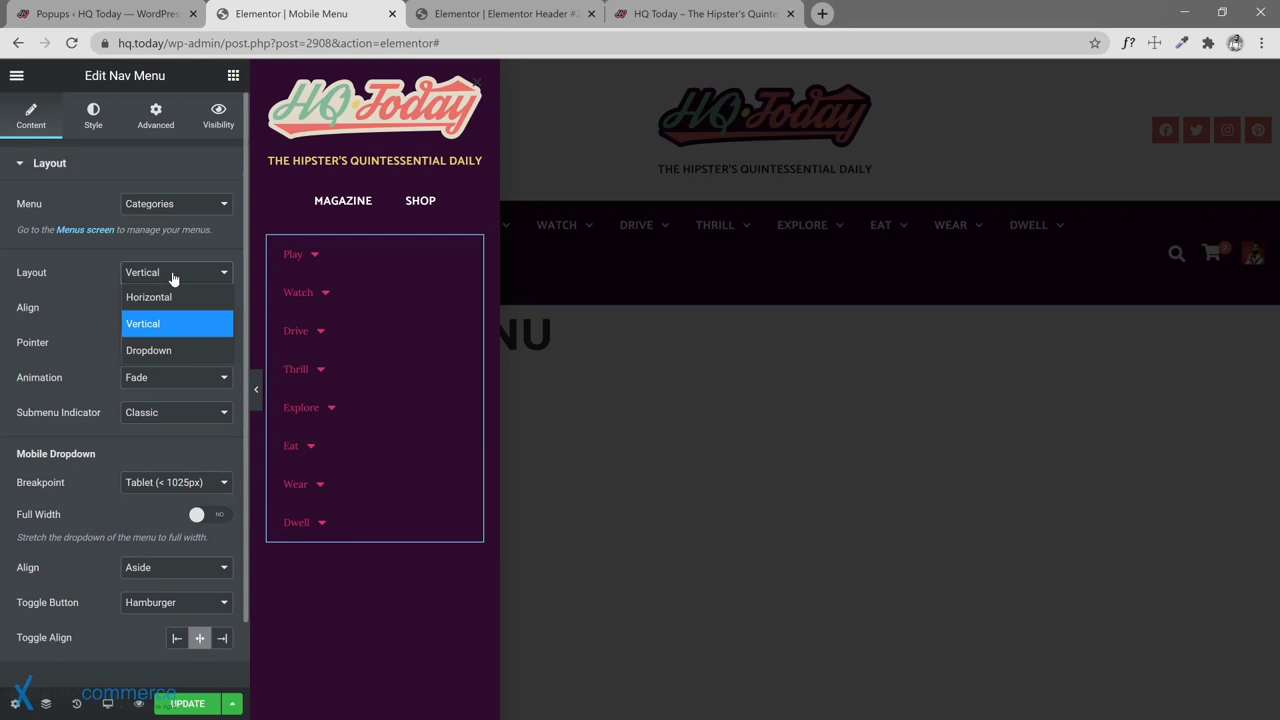 Popups ‹ HQ Today — WordPres
Elementor | Mobile Menu
Elementor | Elementor Header #2
HQ Today – The Hipster's Quinte
hq.today/wp-admin/post.php?post=2908&action=elementor#
f?
Edit Nav Menu
Content
Style
Advanced
Visibility
Layout
Menu
Categories
Go to the Menus screen to manage your menus.
Layout
Vertical
Horizontal
Vertical
Dropdown
Align
Pointer
Animation
Fade
Submenu Indicator
Classic
Mobile Dropdown
Breakpoint
Tablet (< 1025px)
Full Width
NO
Stretch the dropdown of the menu to full width.
Align
Aside
Toggle Button
Hamburger
Toggle Align
commerce
UPDATE
HQ Today
THE HIPSTER'S QUINTESSENTIAL DAILY
MAGAZINE
SHOP
Play
Watch
Drive
Thrill
Explore
Eat
Wear
Dwell
HQ Today
THE HIPSTER'S QUINTESSENTIAL DAILY
WATCH
DRIVE
THRILL
EXPLORE
EAT
WEAR
DWELL
2
NU